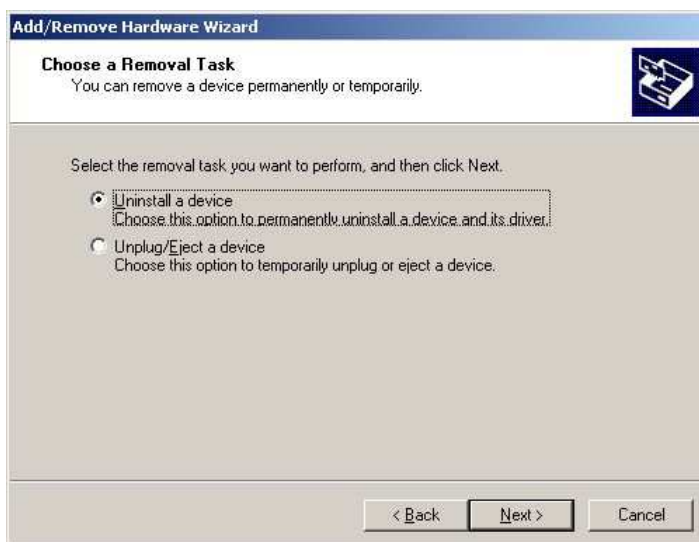 Add/Remove Hardware Wizard
Choose a Removal Task
You can remove a device permanently or temporarily.
Select the removal task you want to perform, and then click Next.
Uninstall a device
Choose this option to permanently uninstall a device and its driver.
Unplug/Eject a device
Choose this option to temporarily unplug or eject a device.
< Back
Next >
Cancel